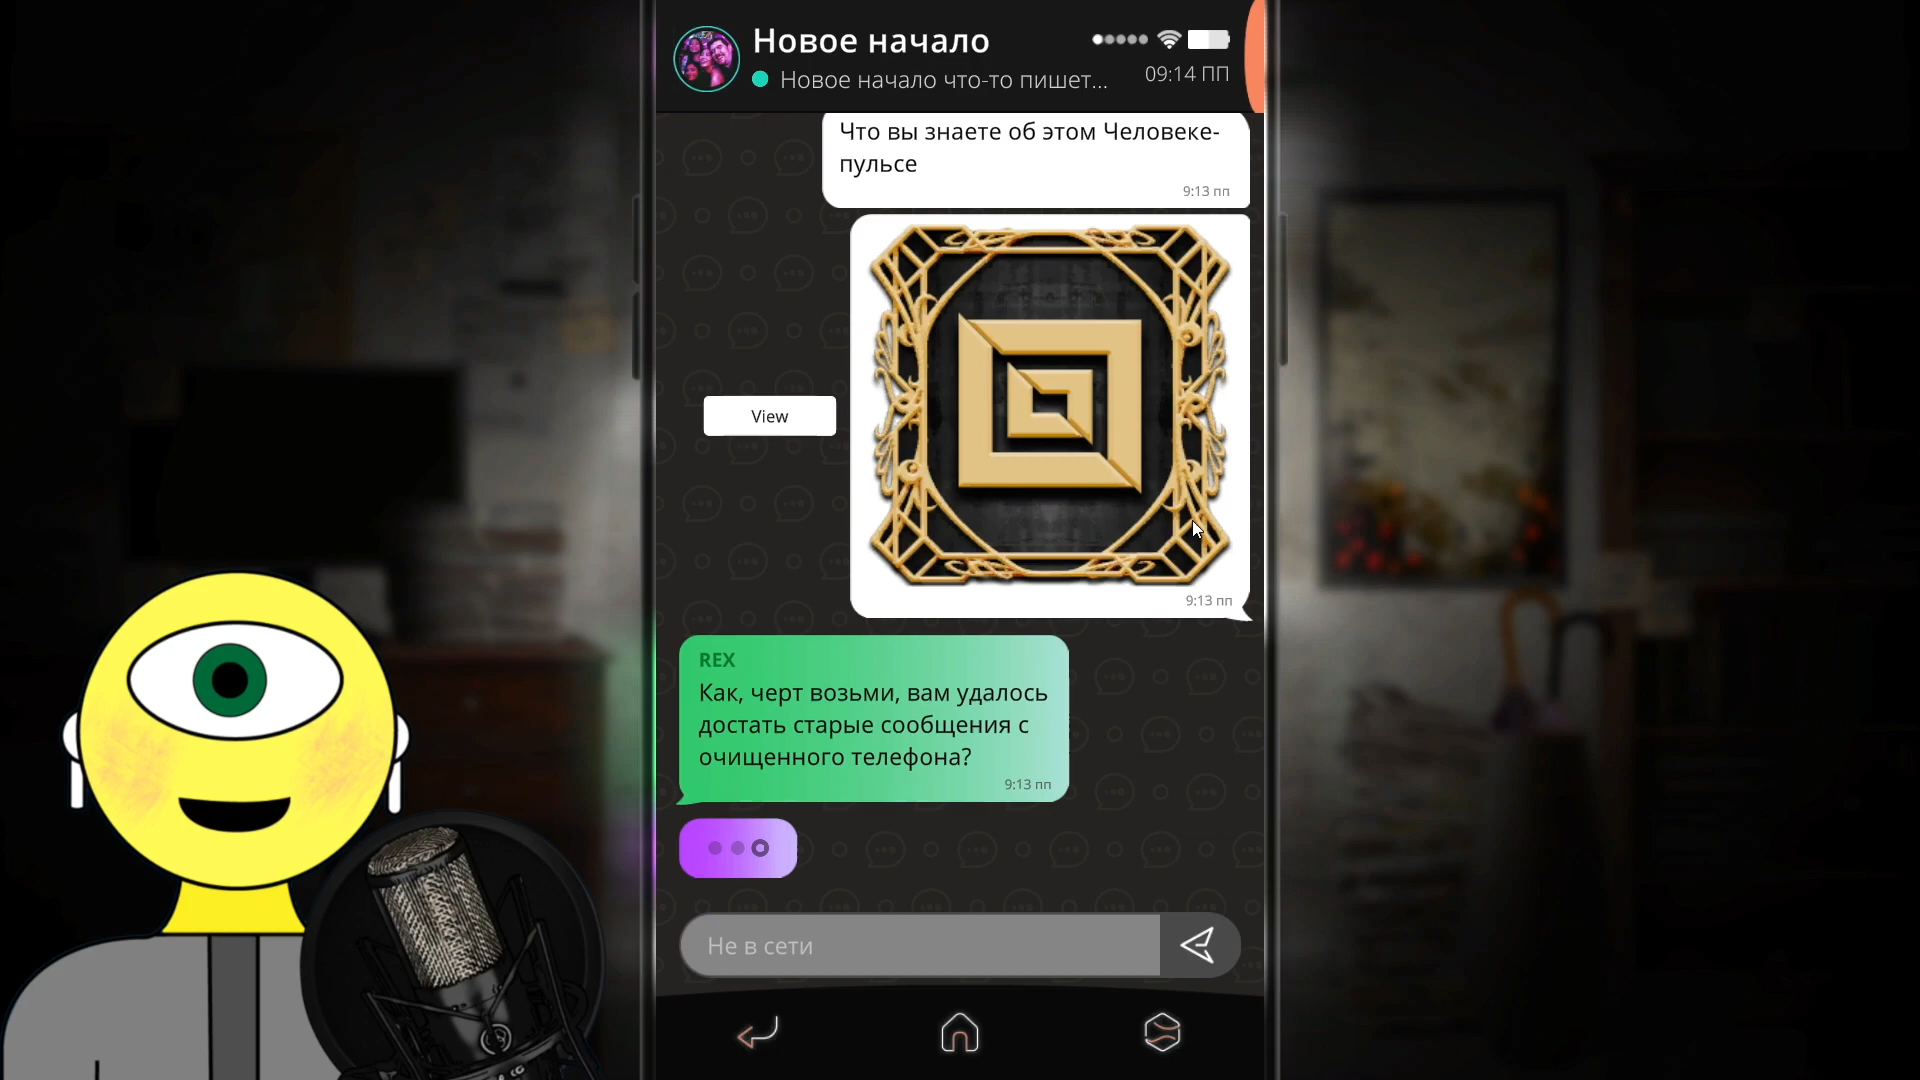 Новое начало
Новое начало что-то пишет...
09:14 ПП
Что вы знаете об этом Человеке-
пульсе
9:13 пп
View
9:13 пп
REX
Как, черт возьми, вам удалось
достать старые сообщения с
очищенного телефона?
9:13 пп
Не в сети